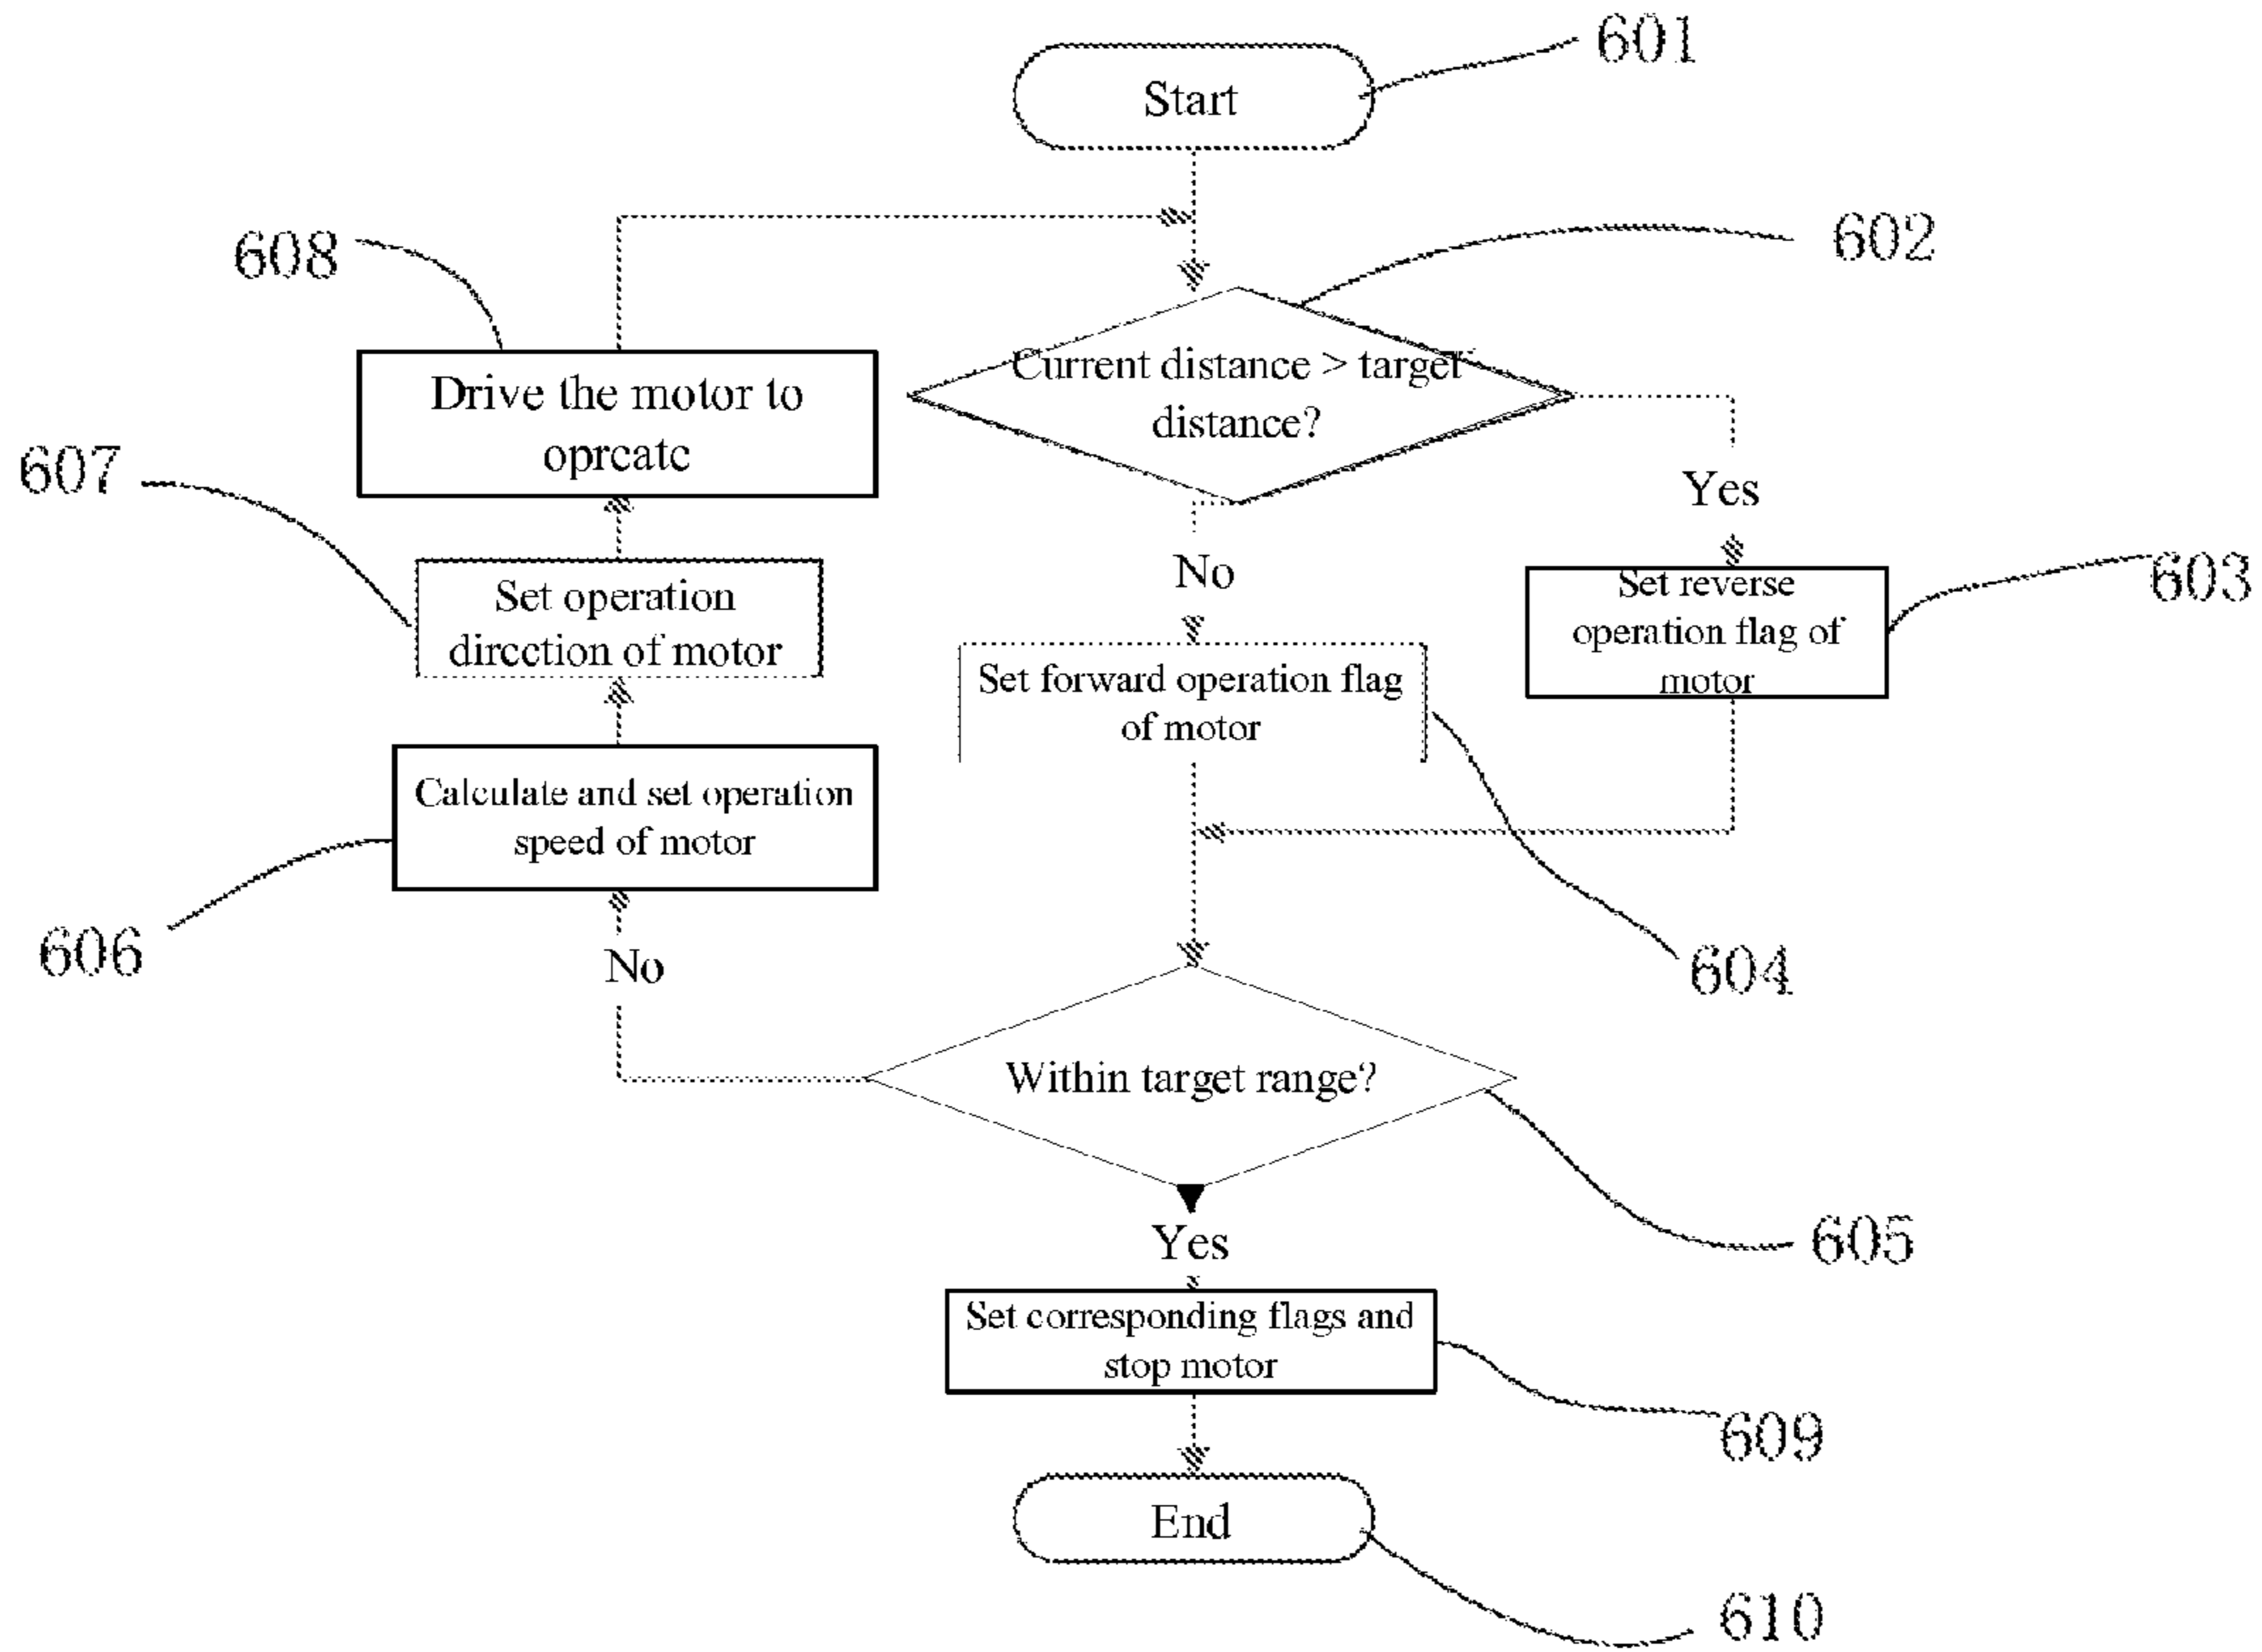 601
Start
602
608
Current distance > target
distance?
Drive the motor to
opreate
607
Yes
No
603
Set reverse
operation flag of
motor
Set operation
direction of motor
Set forward operation flag
of motor
Calculate and set operation
speed of motor
606
No
604
Within target range?
605
Yes
Set corresponding flags and
stop motor
609
End
610